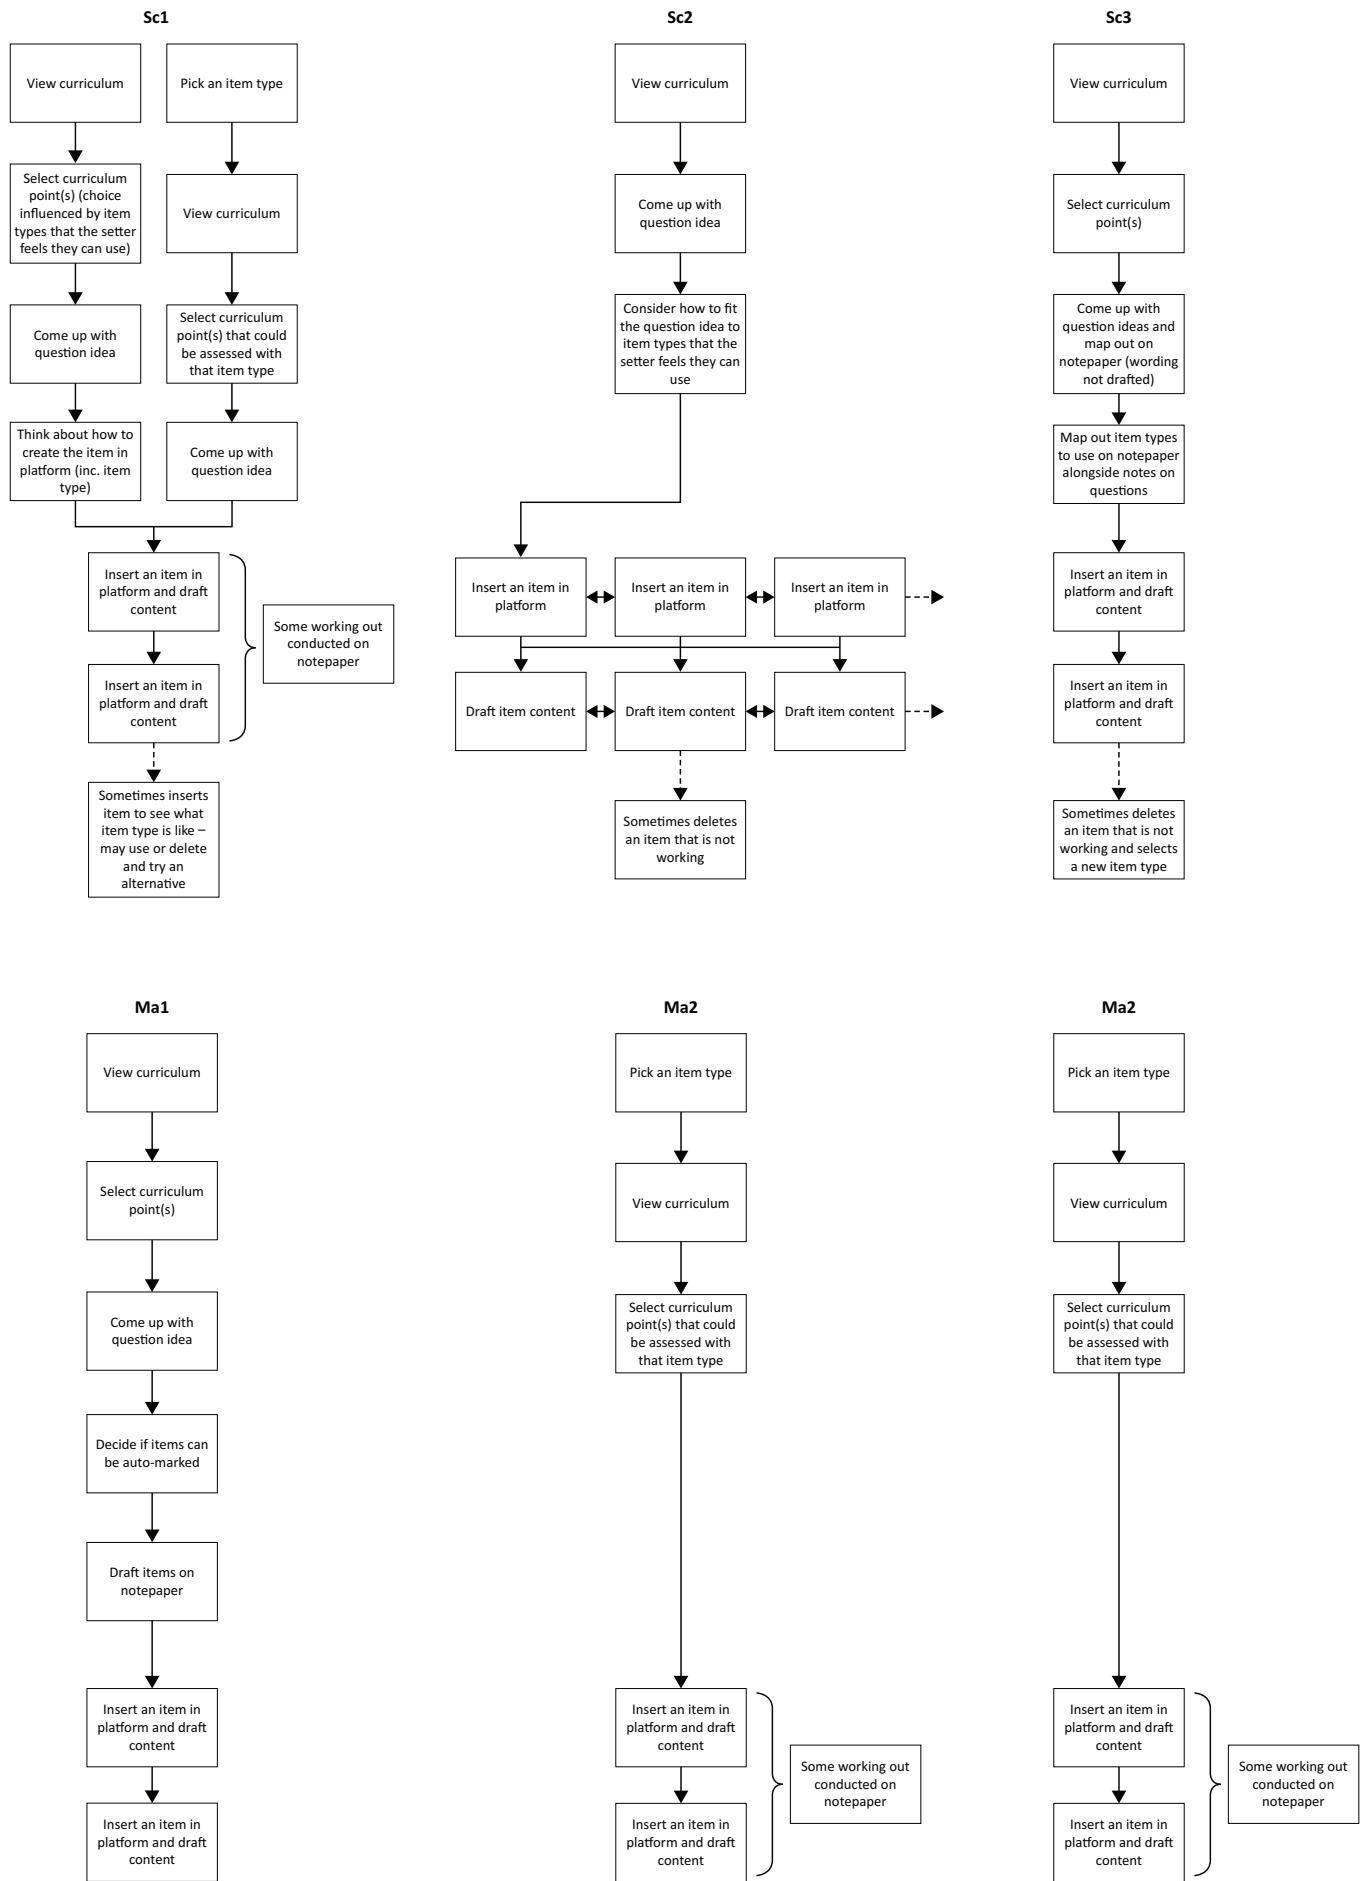 Sc1
View curriculum
Pick an item type
Select curriculum
point(s) (choice
influenced by item
types that the setter
feels they can use)
View curriculum
Come up with
question idea
Select curriculum
point(s) that could
be assessed with
that item type
Think about how to
create the item in
platform (inc. item
type)
Come up with
question idea
Insert an item in
platform and draft
content
Insert an item in
platform and draft
content
Some working out
conducted on
notepaper
Sometimes inserts
item to see what
item type is like –
may use or delete
and try an
alternative
Sc2
View curriculum
Come up with
question idea
Consider how to fit
the question idea to
item types that the
setter feels they can
use
Insert an item in
platform
Insert an item in
platform
Insert an item in
platform
Draft item content
Draft item content
Draft item content
Sometimes deletes
an item that is not
working
Sc3
View curriculum
Select curriculum
point(s)
Come up with
question ideas and
map out on
notepaper (wording
not drafted)
Map out item types
to use on notepaper
alongside notes on
questions
Insert an item in
platform and draft
content
Insert an item in
platform and draft
content
Sometimes deletes
an item that is not
working and selects
a new item type
Ma1
View curriculum
Select curriculum
point(s)
Come up with
question idea
Decide if items can
be auto-marked
Draft items on
notepaper
Insert an item in
platform and draft
content
Insert an item in
platform and draft
content
Ma2
Pick an item type
View curriculum
Select curriculum
point(s) that could
be assessed with
that item type
Insert an item in
platform and draft
content
Insert an item in
platform and draft
content
Some working out
conducted on
notepaper
Ma2
Pick an item type
View curriculum
Select curriculum
point(s) that could
be assessed with
that item type
Insert an item in
platform and draft
content
Insert an item in
platform and draft
content
Some working out
conducted on
notepaper